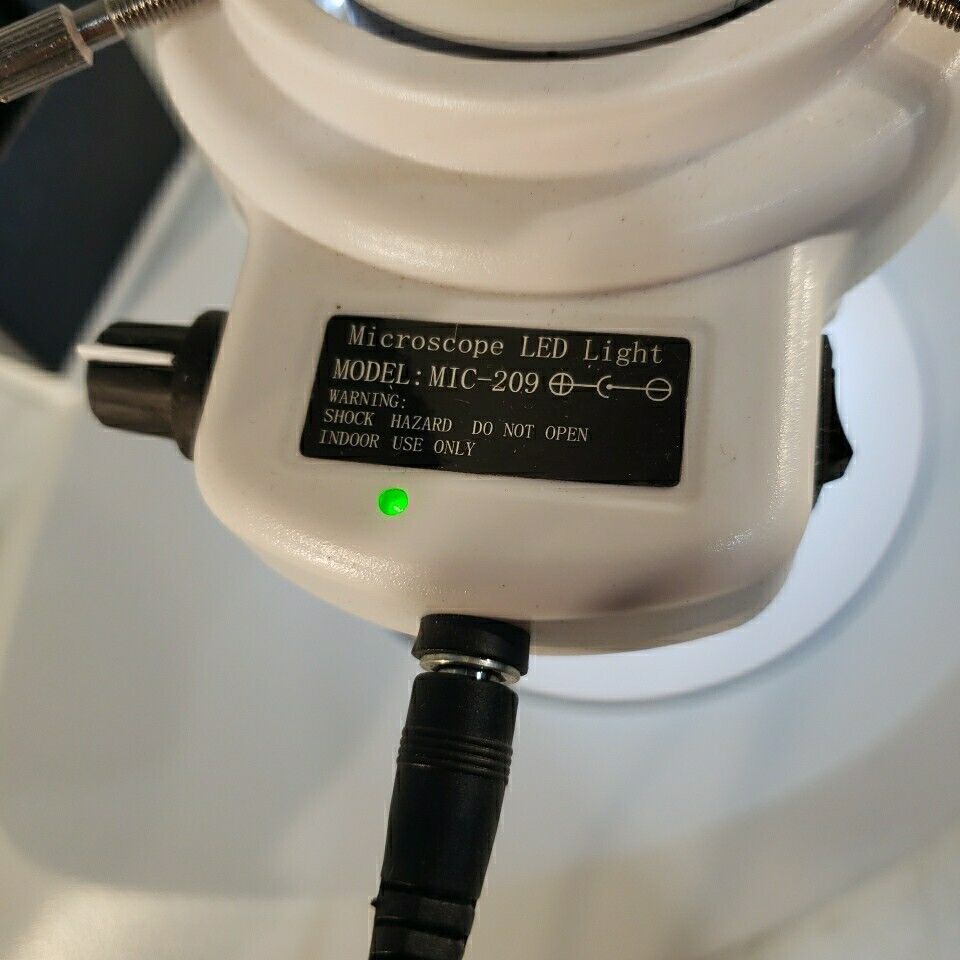 Microscope LED Light
MODEL:MIC-209
WARNING:
SHOCK HAZARD DO NOT OPEN
INDOOR USE ONLY